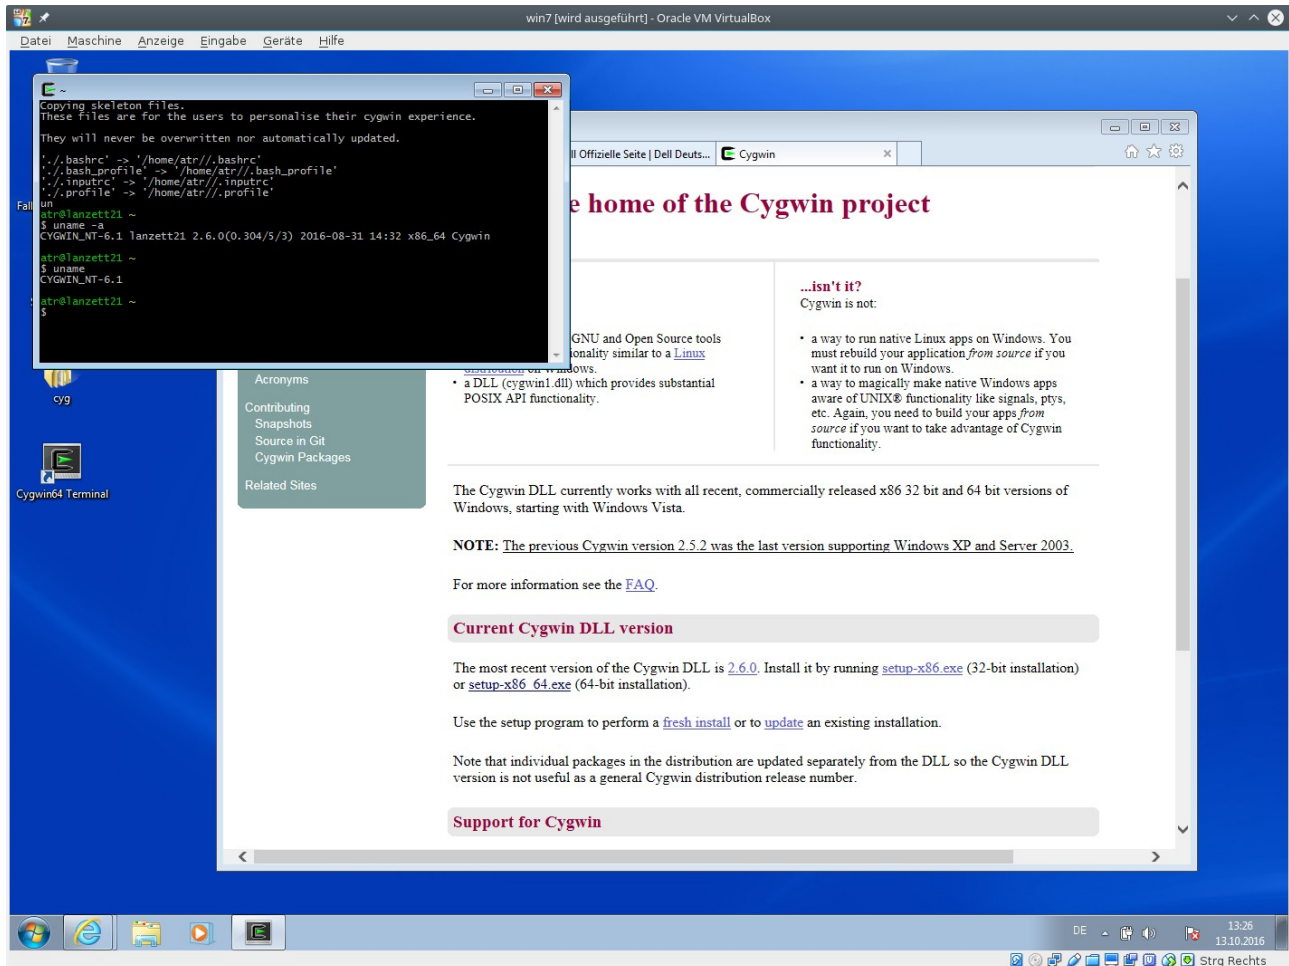 win7 [wird ausgeführt] - Oracle VM VirtualBox
Datei Maschine Anzeige Eingabe Geräte Hilfe
~
Copying skeleton files.
These files are for the users to personalise their cygwin experience.
They will never be overwritten nor automatically updated.
'./.bashrc' -> '/home/atr//.bashrc'
'./.bash_profile' -> '/home/atr//.bash_profile'
'./.inputrc' -> '/home/atr//.inputrc'
'./.profile' -> '/home/atr//.profile'
un
atr@lanzett21 ~
$ uname -a
CYGWIN_NT-6.1 lanzett21 2.6.0(0.304/5/3) 2016-08-31 14:32 x86_64 Cygwin
atr@lanzett21 ~
$ uname
CYGWIN_NT-6.1
atr@lanzett21 ~
$
Fall
cyg
Cygwin64 Terminal
ll Offizielle Seite | Dell Deuts...
Cygwin
e home of the Cygwin project
GNU and Open Source tools
ionality similar to a Linux
distribution on Windows.
• a DLL (cygwin1.dll) which provides substantial
POSIX API functionality.
...isn't it?
Cygwin is not:
• a way to run native Linux apps on Windows. You
must rebuild your application from source if you
want it to run on Windows.
• a way to magically make native Windows apps
aware of UNIX® functionality like signals, ptys,
etc. Again, you need to build your apps from
source if you want to take advantage of Cygwin
functionality.
Acronyms
Contributing
Snapshots
Source in Git
Cygwin Packages
Related Sites
The Cygwin DLL currently works with all recent, commercially released x86 32 bit and 64 bit versions of
Windows, starting with Windows Vista.
NOTE: The previous Cygwin version 2.5.2 was the last version supporting Windows XP and Server 2003.
For more information see the FAQ.
Current Cygwin DLL version
The most recent version of the Cygwin DLL is 2.6.0. Install it by running setup-x86.exe (32-bit installation)
or setup-x86_64.exe (64-bit installation).
Use the setup program to perform a fresh install or to update an existing installation.
Note that individual packages in the distribution are updated separately from the DLL so the Cygwin DLL
version is not useful as a general Cygwin distribution release number.
Support for Cygwin
DE
13:26
13.10.2016
Strg Rechts